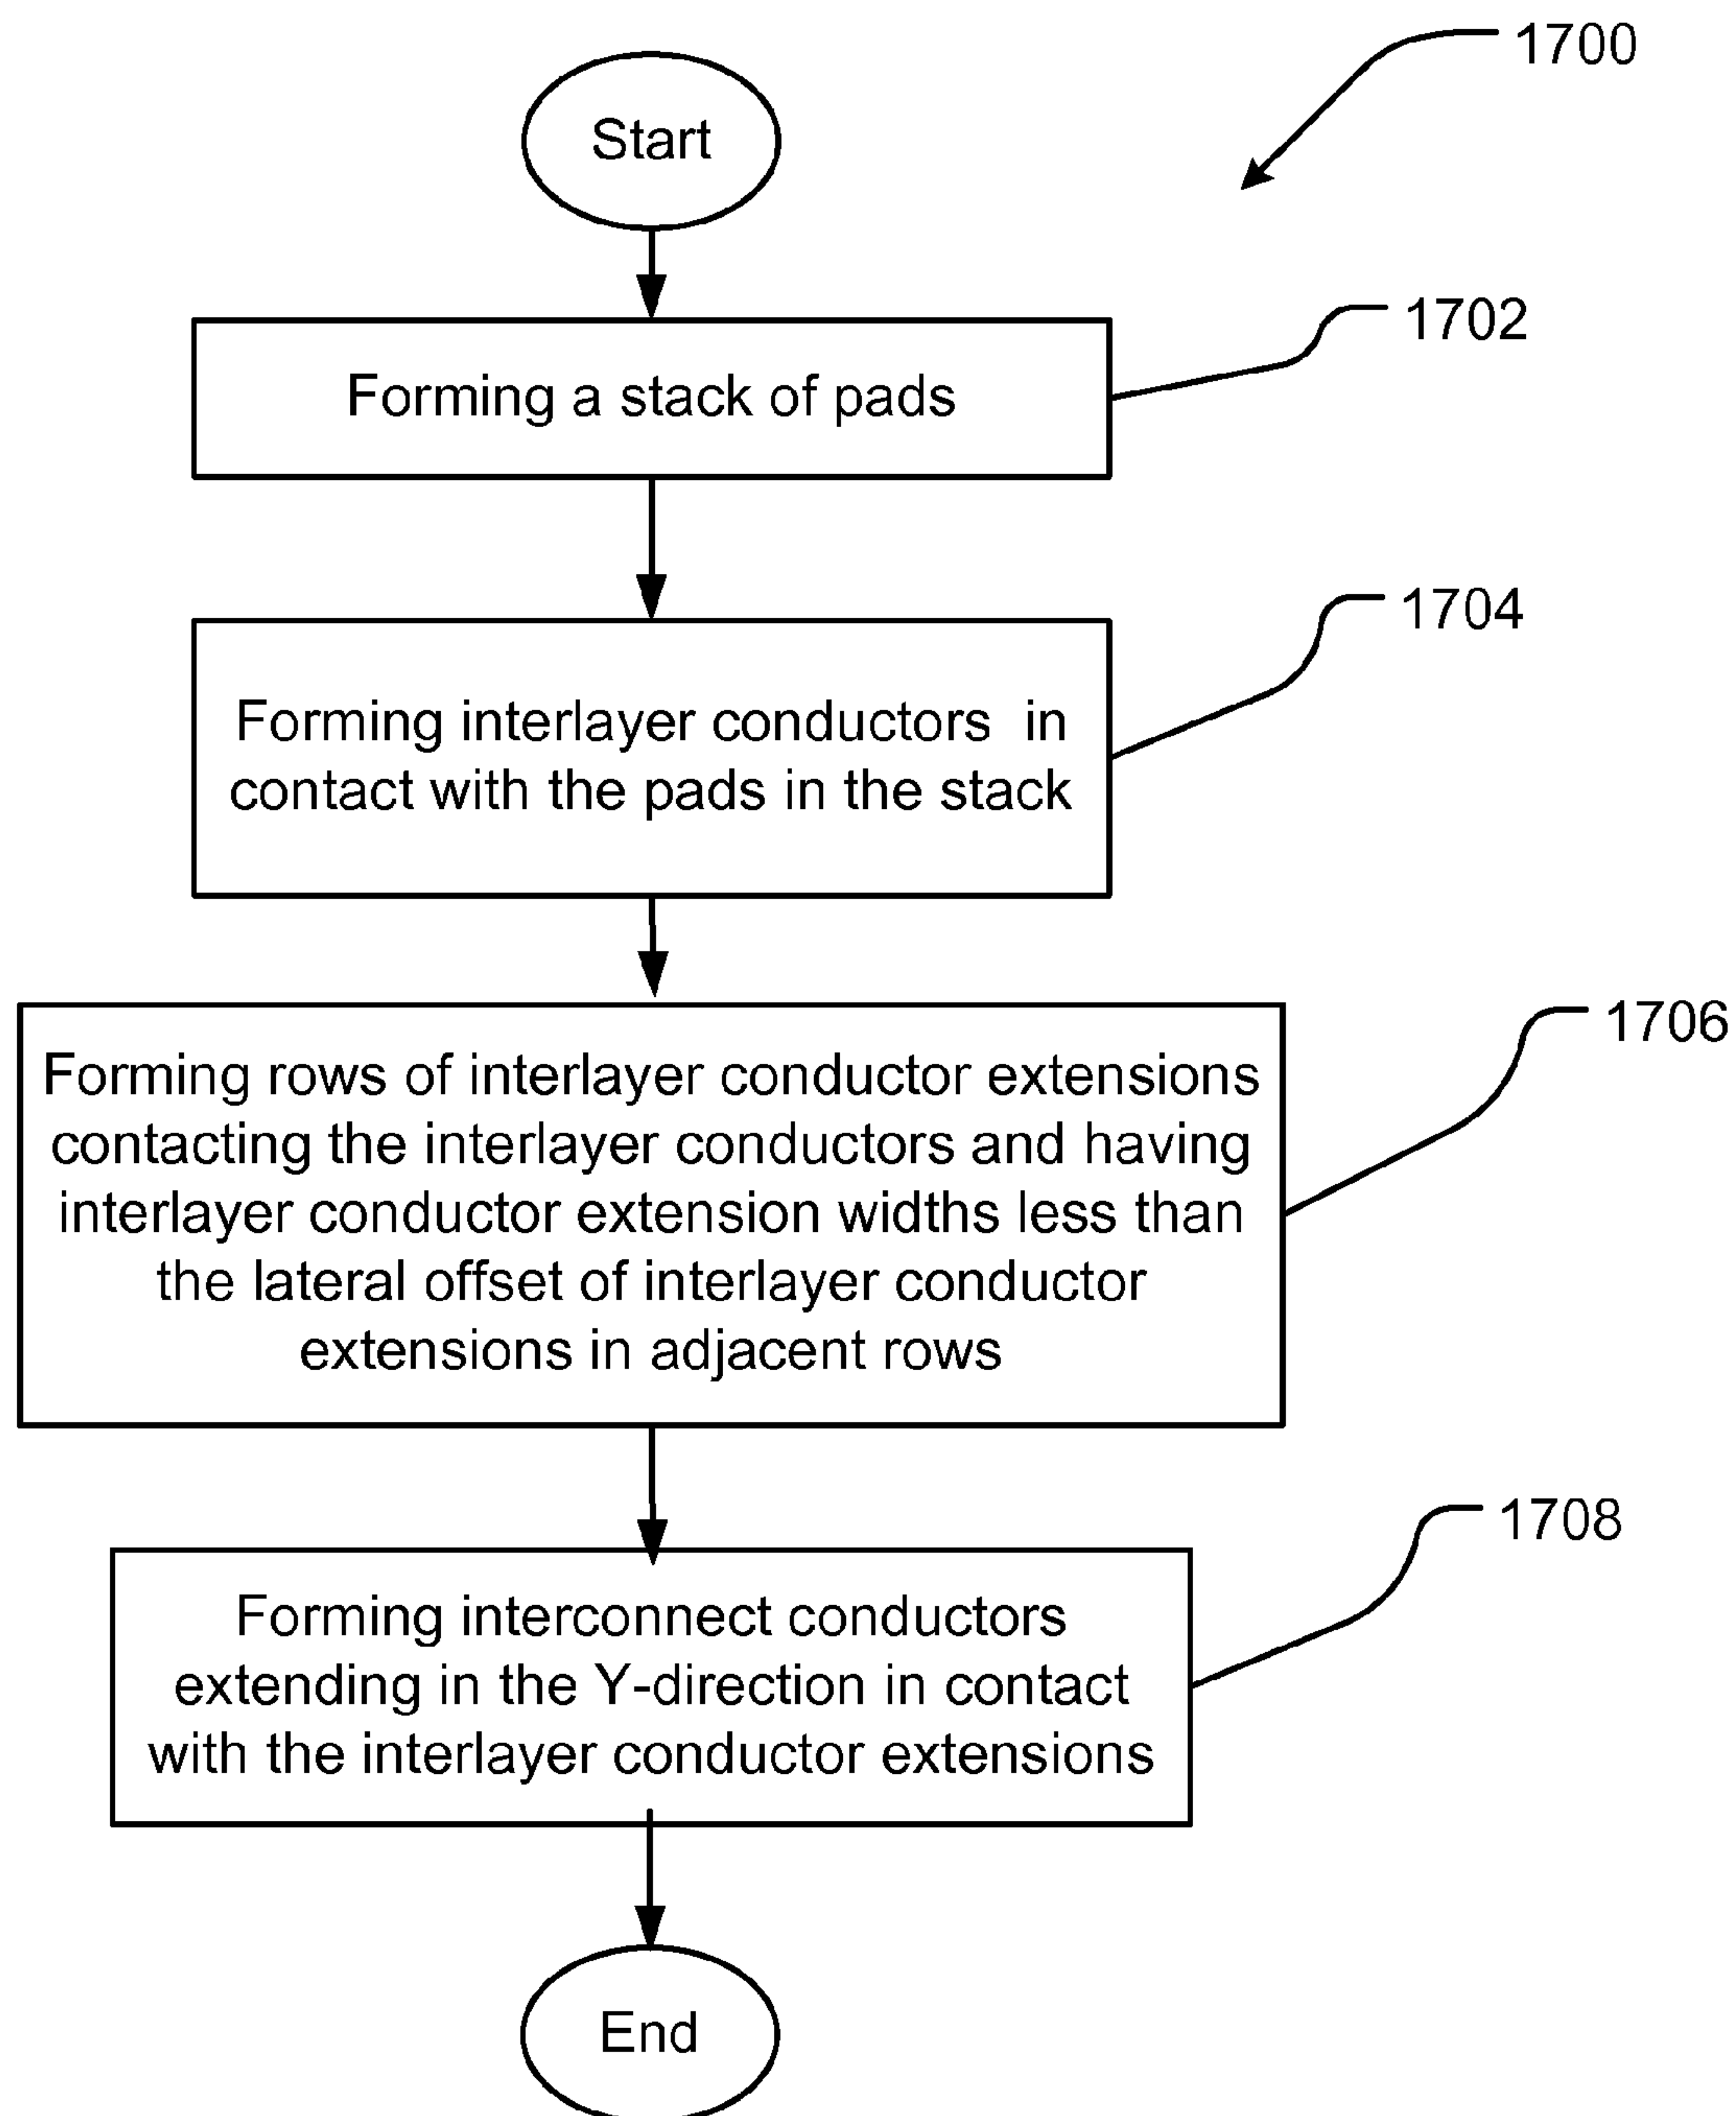 1700
Start
1702
Forming a stack of pads
1704
Forming interlayer conductors in
contact with the pads in the stack
1706
Forming rows of interlayer conductor extensions
contacting the interlayer conductors and having
interlayer conductor extension widths less than
the lateral offset of interlayer conductor
extensions in adjacent rows
1708
Forming interconnect conductors
extending in the Y-direction in contact
with the interlayer conductor extensions
End